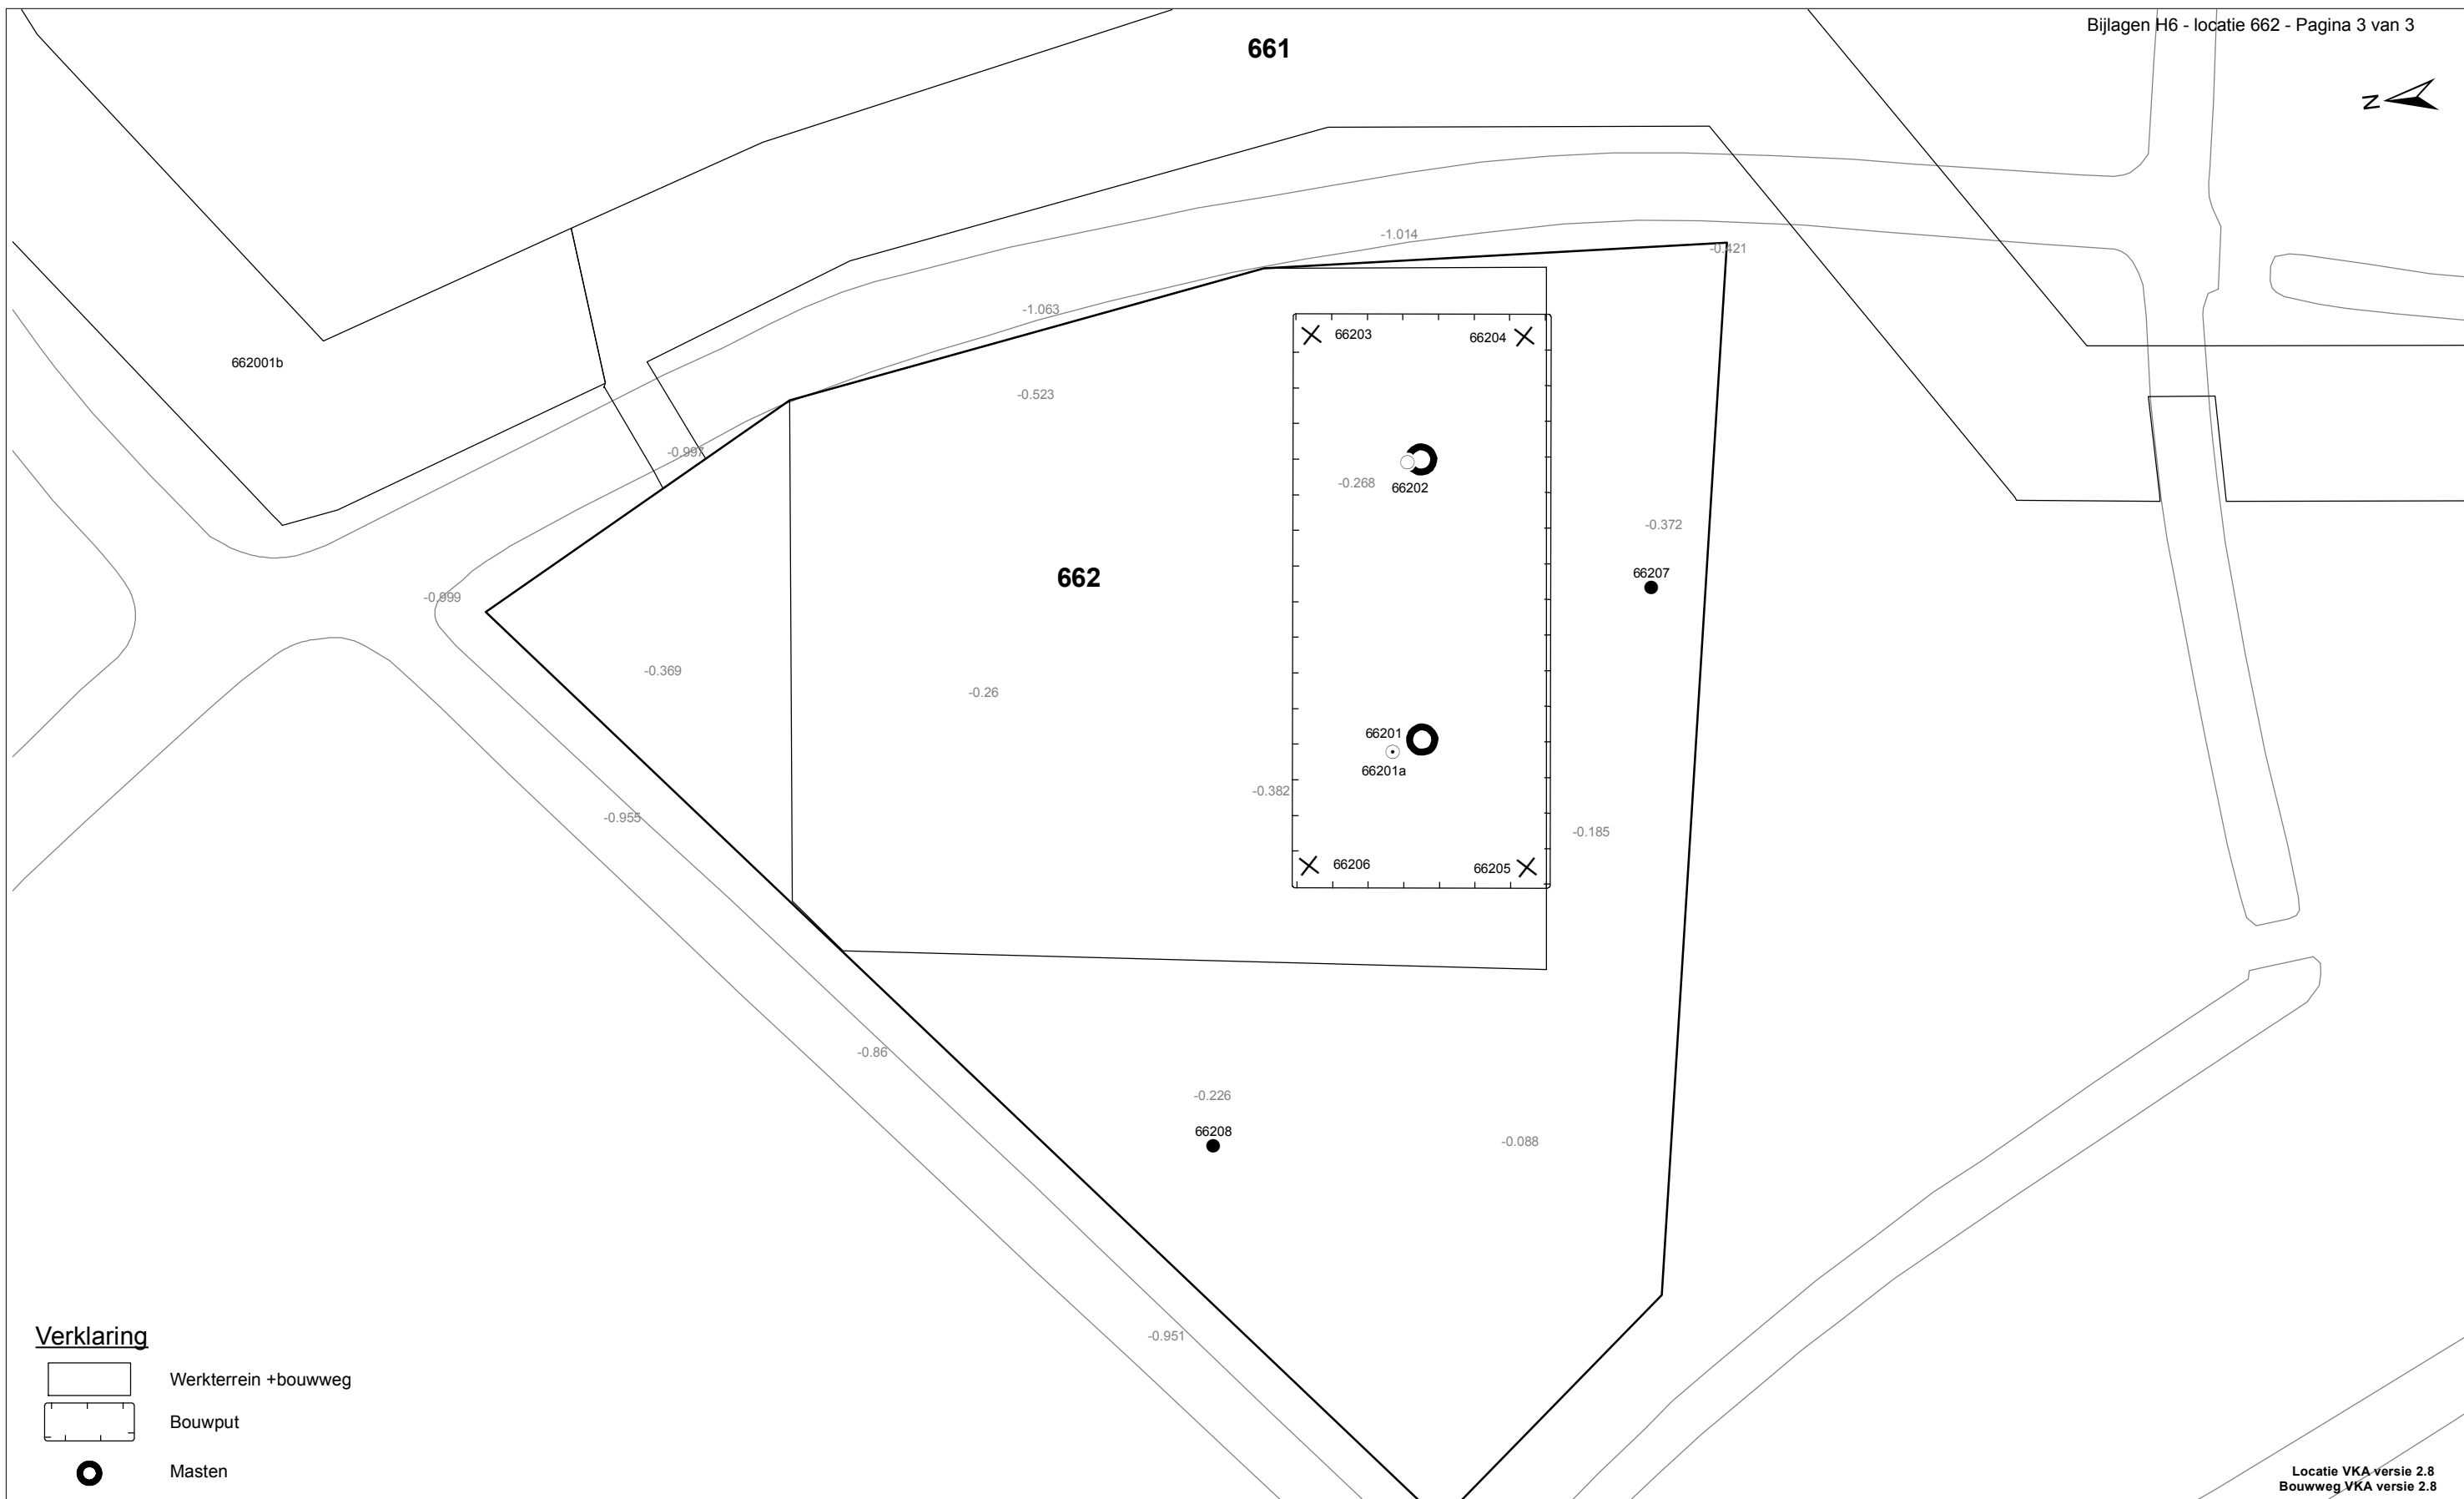 Bijlagen H6 - locatie 662 - Pagina 3 van 3
661
N
-1.014
-0.421
-1.063
66203
66204
662001b
-0.523
-0.997
-0.268
66202
-0.372
662
66207
-0.999
-0.369
-0.26
66201
66201a
-0.382
-0.955
-0.185
66206
66205
-0.86
-0.226
66208
-0.088
-0.951
Verklaring
Werkterrein +bouwweg
Bouwput
Masten
Locatie VKA versie 2.8
Bouwweg VKA versie 2.8